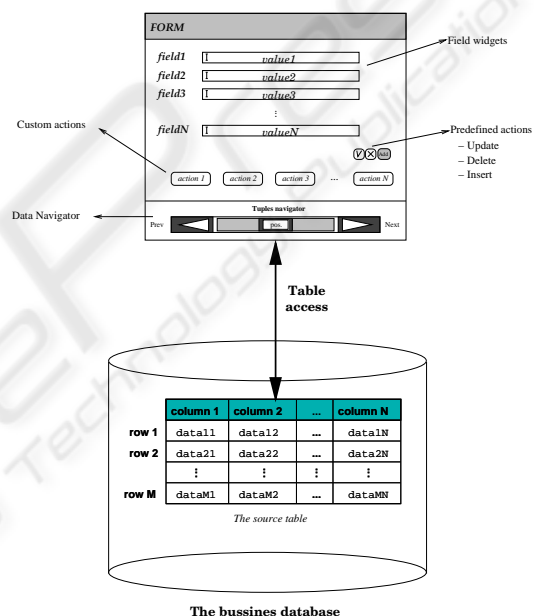 FORM
field1 value1
field2 value2
field3 value3
⋮
fieldN valueN
Field widgets
Custom actions
Predefined actions
– Update
– Delete
– Insert
V X Add
action 1 action 2 action 3 ... action N
Data Navigator
Tuples navigator
Prev pos. Next
Table
access
column 1 column 2 ... column N
row 1 data11 data12 ... data1N
row 2 data21 data22 ... data2N
⋮ ⋮ ⋮ ⋮
row M dataM1 dataM2 ... dataMN
The source table
The bussines database